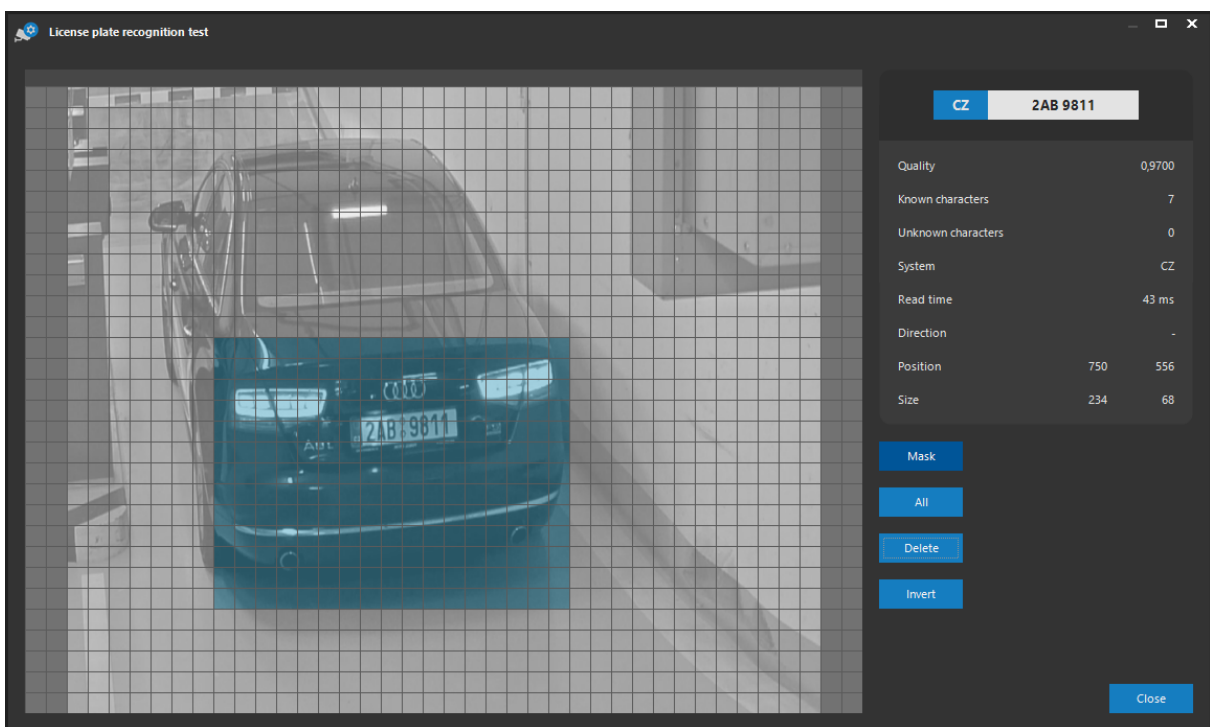 License plate recognition test
CZ 2AB 9811
Quality 0,9700
Known characters 7
Unknown characters 0
System CZ
Read time 43 ms
Direction -
Position 750 556
Size 234 68
2AB 9811
Mask
All
Delete
Invert
Close